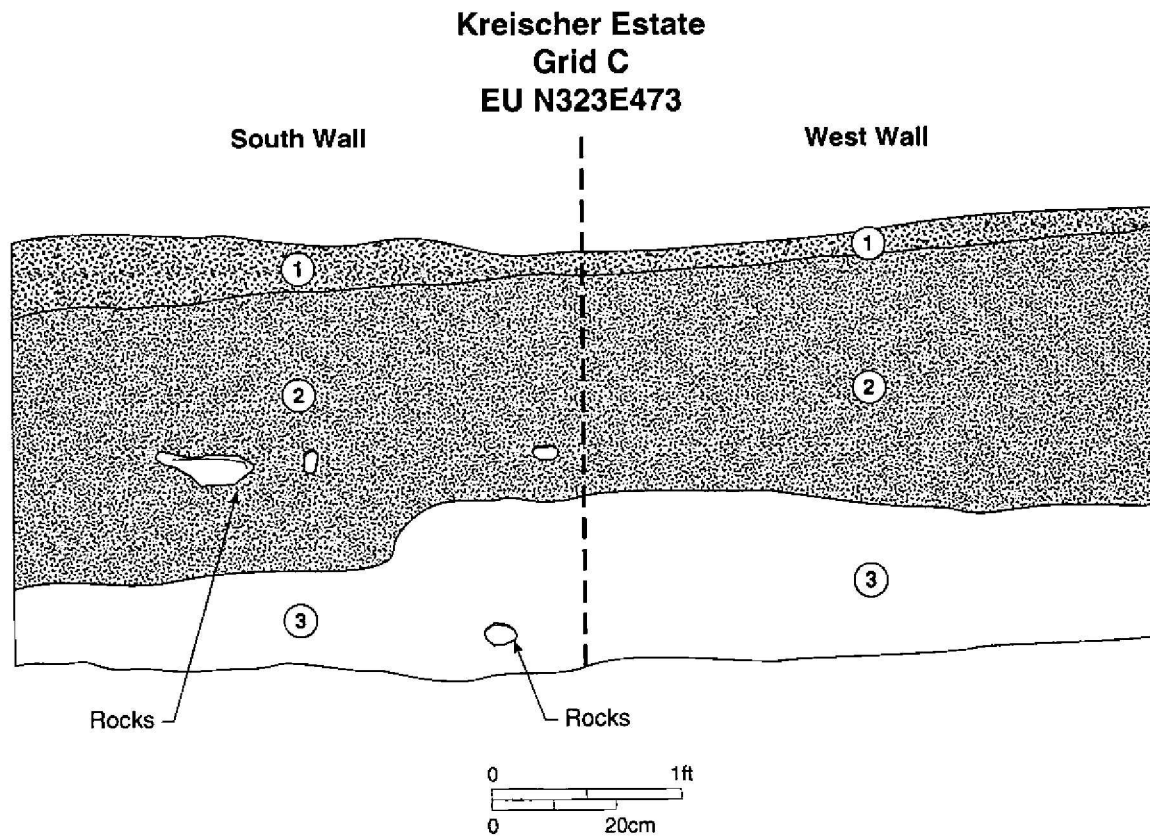 Kreischer Estate
Grid C
EU N323E473
South Wall
West Wall
1
1
2
2
3
3
Rocks
Rocks
0 1ft
0 20cm